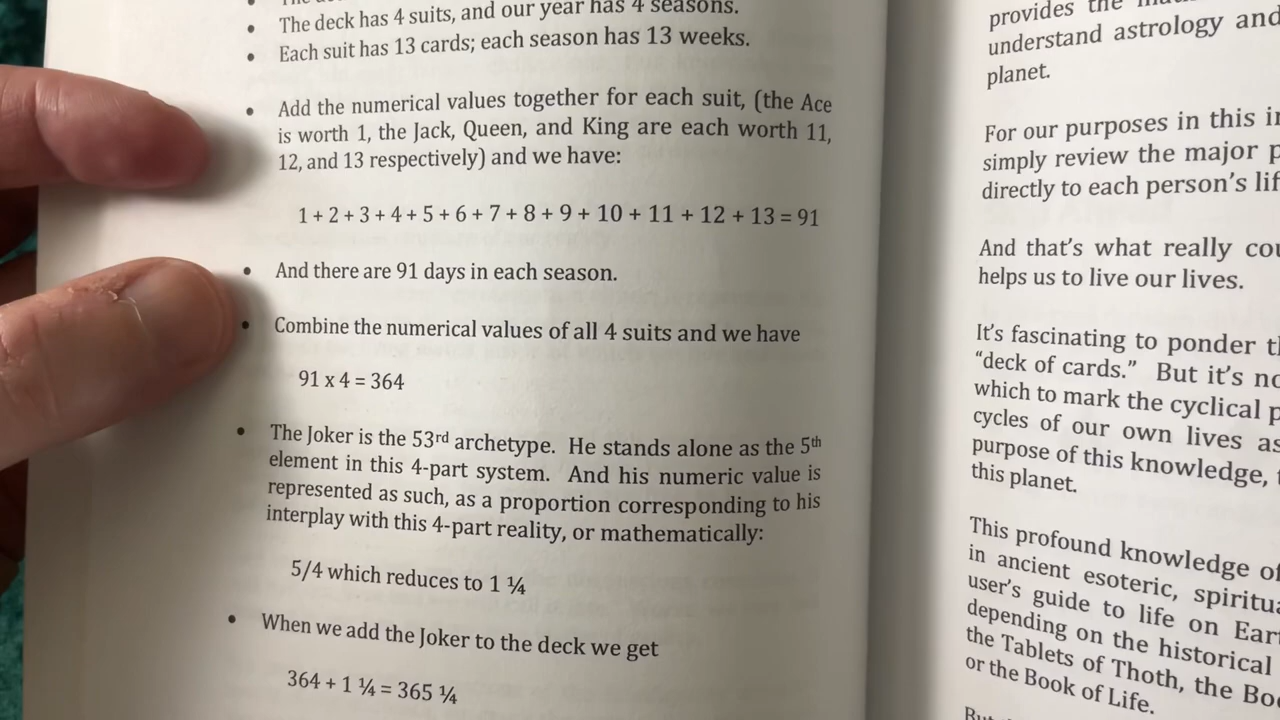 The deck has 4 suits, and our year has 4 seasons.
Each suit has 13 cards; each season has 13 weeks.
Add the numerical values together for each suit, (the Ace
is worth 1, the Jack, Queen, and King are each worth 11,
12, and 13 respectively) and we have:
1 + 2 + 3 + 4 + 5 + 6 + 7 + 8 + 9 + 10 + 11 + 12 + 13 = 91
And there are 91 days in each season.
Combine the numerical values of all 4 suits and we have
91 x 4 = 364
The Joker is the 53rd archetype. He stands alone as the 5th
element in this 4-part system. And his numeric value is
represented as such, as a proportion corresponding to his
interplay with this 4-part reality, or mathematically:
5/4 which reduces to 1 ¼
When we add the Joker to the deck we get
364 + 1 ¼ = 365 ¼
provides the
understand astrology and
planet.
For our purposes in this
simply review the major
directly to each person's
And that's what really
helps us to live our lives.
It's fascinating to ponder
"deck of cards." But it's
which to mark the cyclical
cycles of our own lives as
purpose of this knowledge,
this planet.
This profound knowledge of
in ancient esoteric,
user's guide to life on
depending on the historical
the Tablets of Thoth, the
or the Book of Life.